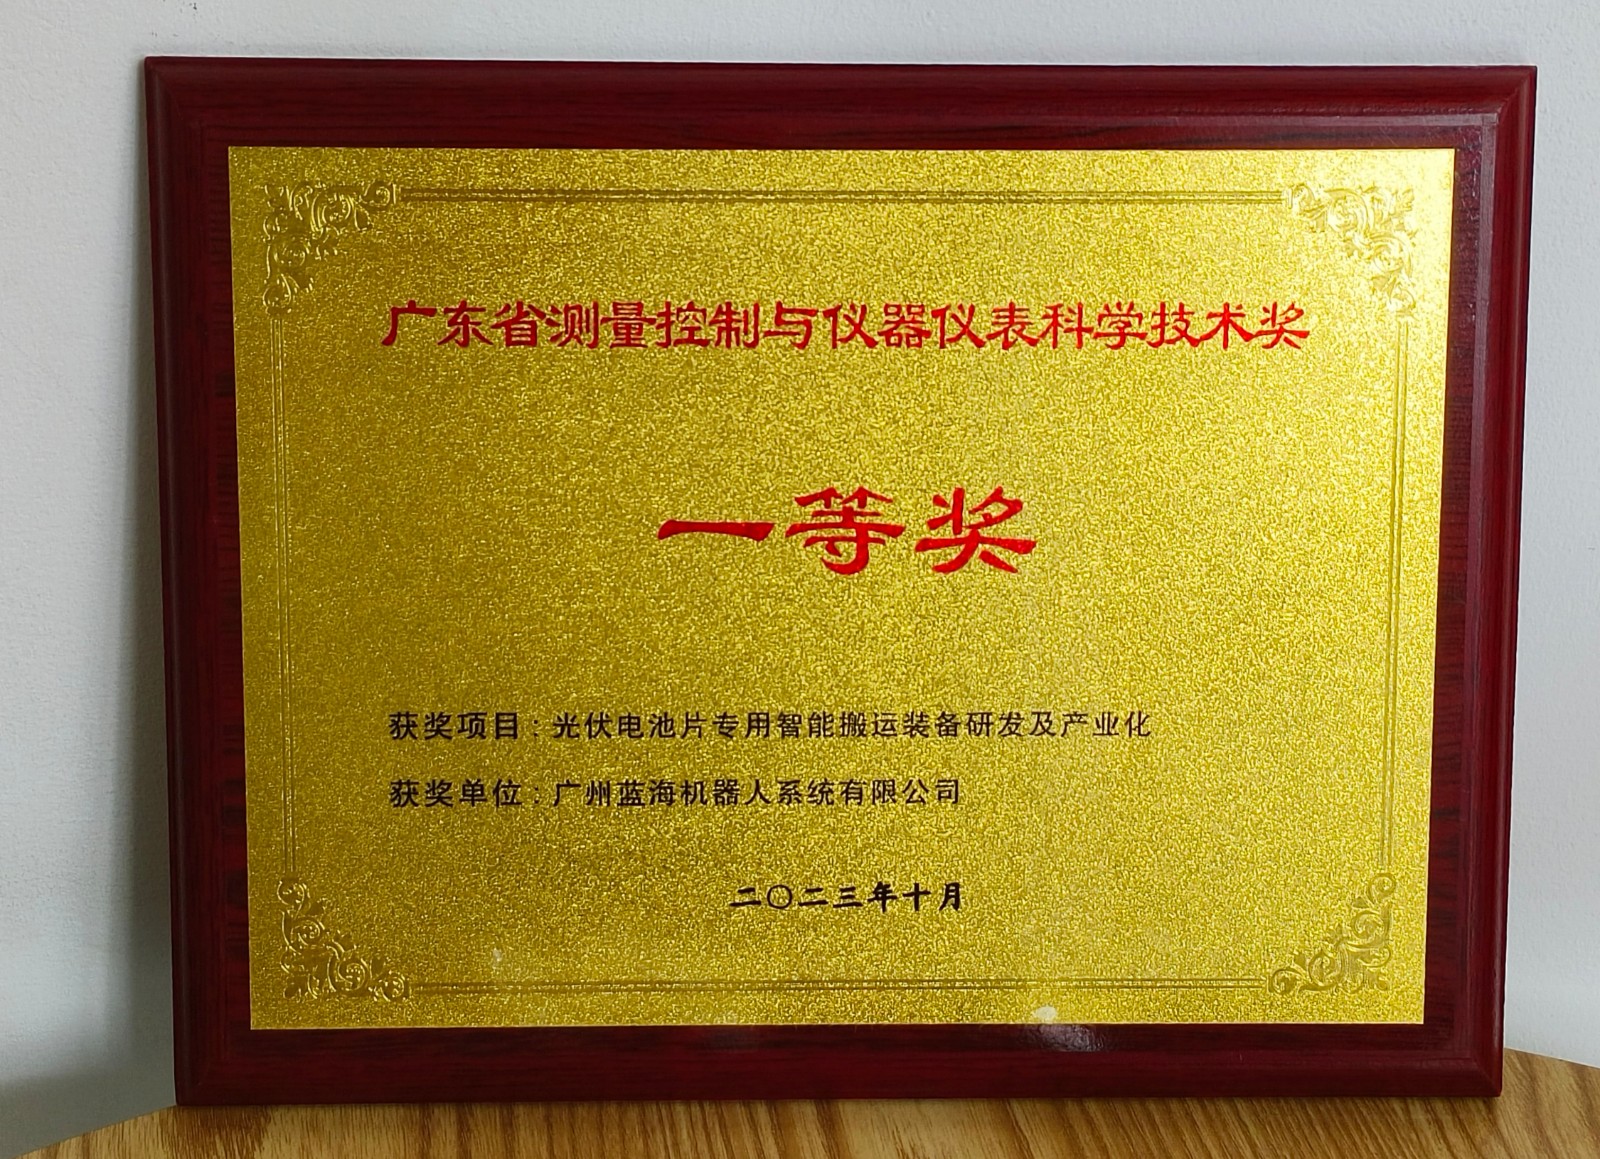 广东省测量控制与仪器仪表科学技术奖
一等奖
获奖项目：光伏电池片专用智能搬运装备研发及产业化
获奖单位：广州蓝海机器人系统有限公司
二〇二三年十月